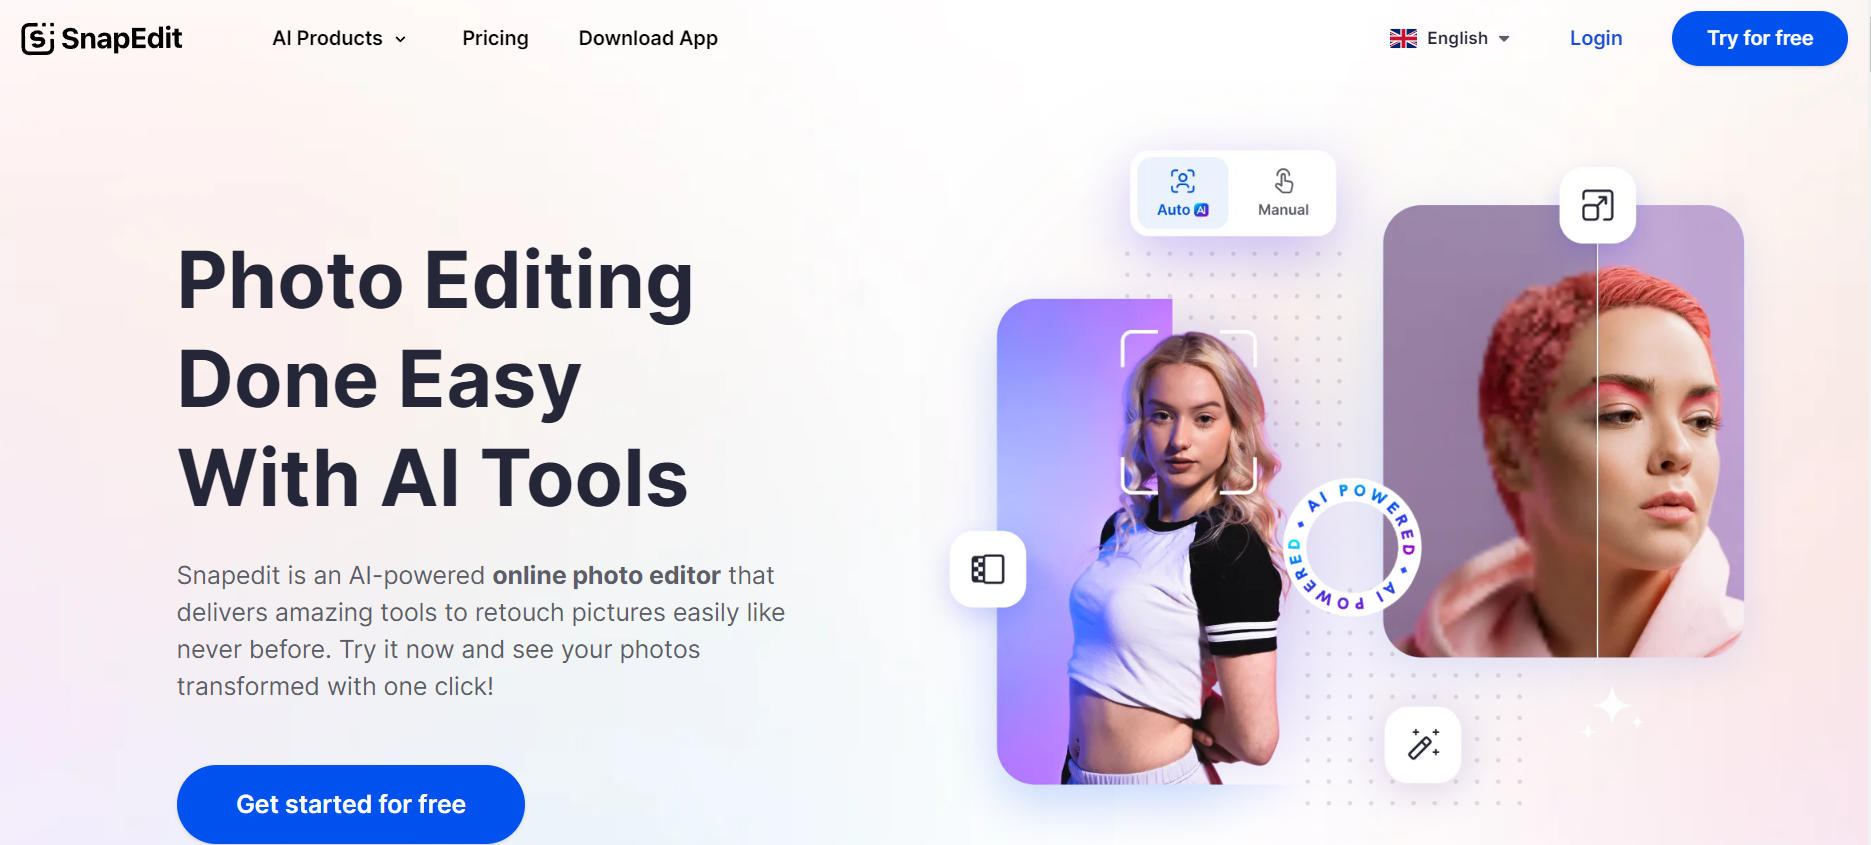 SnapEdit
AI Products
Pricing
Download App
English
Login
Try for free
Auto AI
Manual
Photo Editing
Done Easy
With AI Tools
Snapedit is an AI-powered online photo editor that
delivers amazing tools to retouch pictures easily like
never before. Try it now and see your photos
transformed with one click!
AI POWERED • AI POWERED •
Get started for free